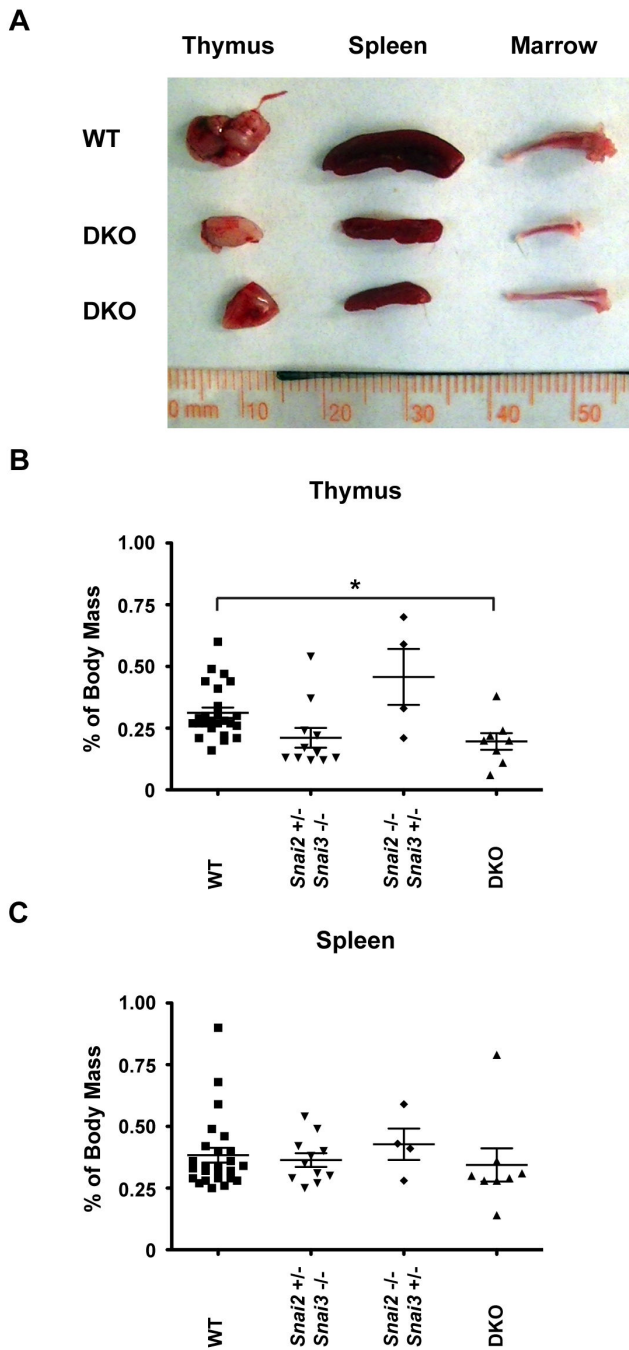 A
Thymus Spleen Marrow
WT
DKO
DKO
0 mm 10 20 30 40 50
B
Thymus
% of Body Mass
1.00
*
0.75
0.50
0.25
0
WT
Snai2 +/-
Snai3 -/-
Snai2 -/-
Snai3 +/-
DKO
C
Spleen
% of Body Mass
1.00
0.75
0.50
0.25
0
WT
Snai2 +/-
Snai3 -/-
Snai2 -/-
Snai3 +/-
DKO